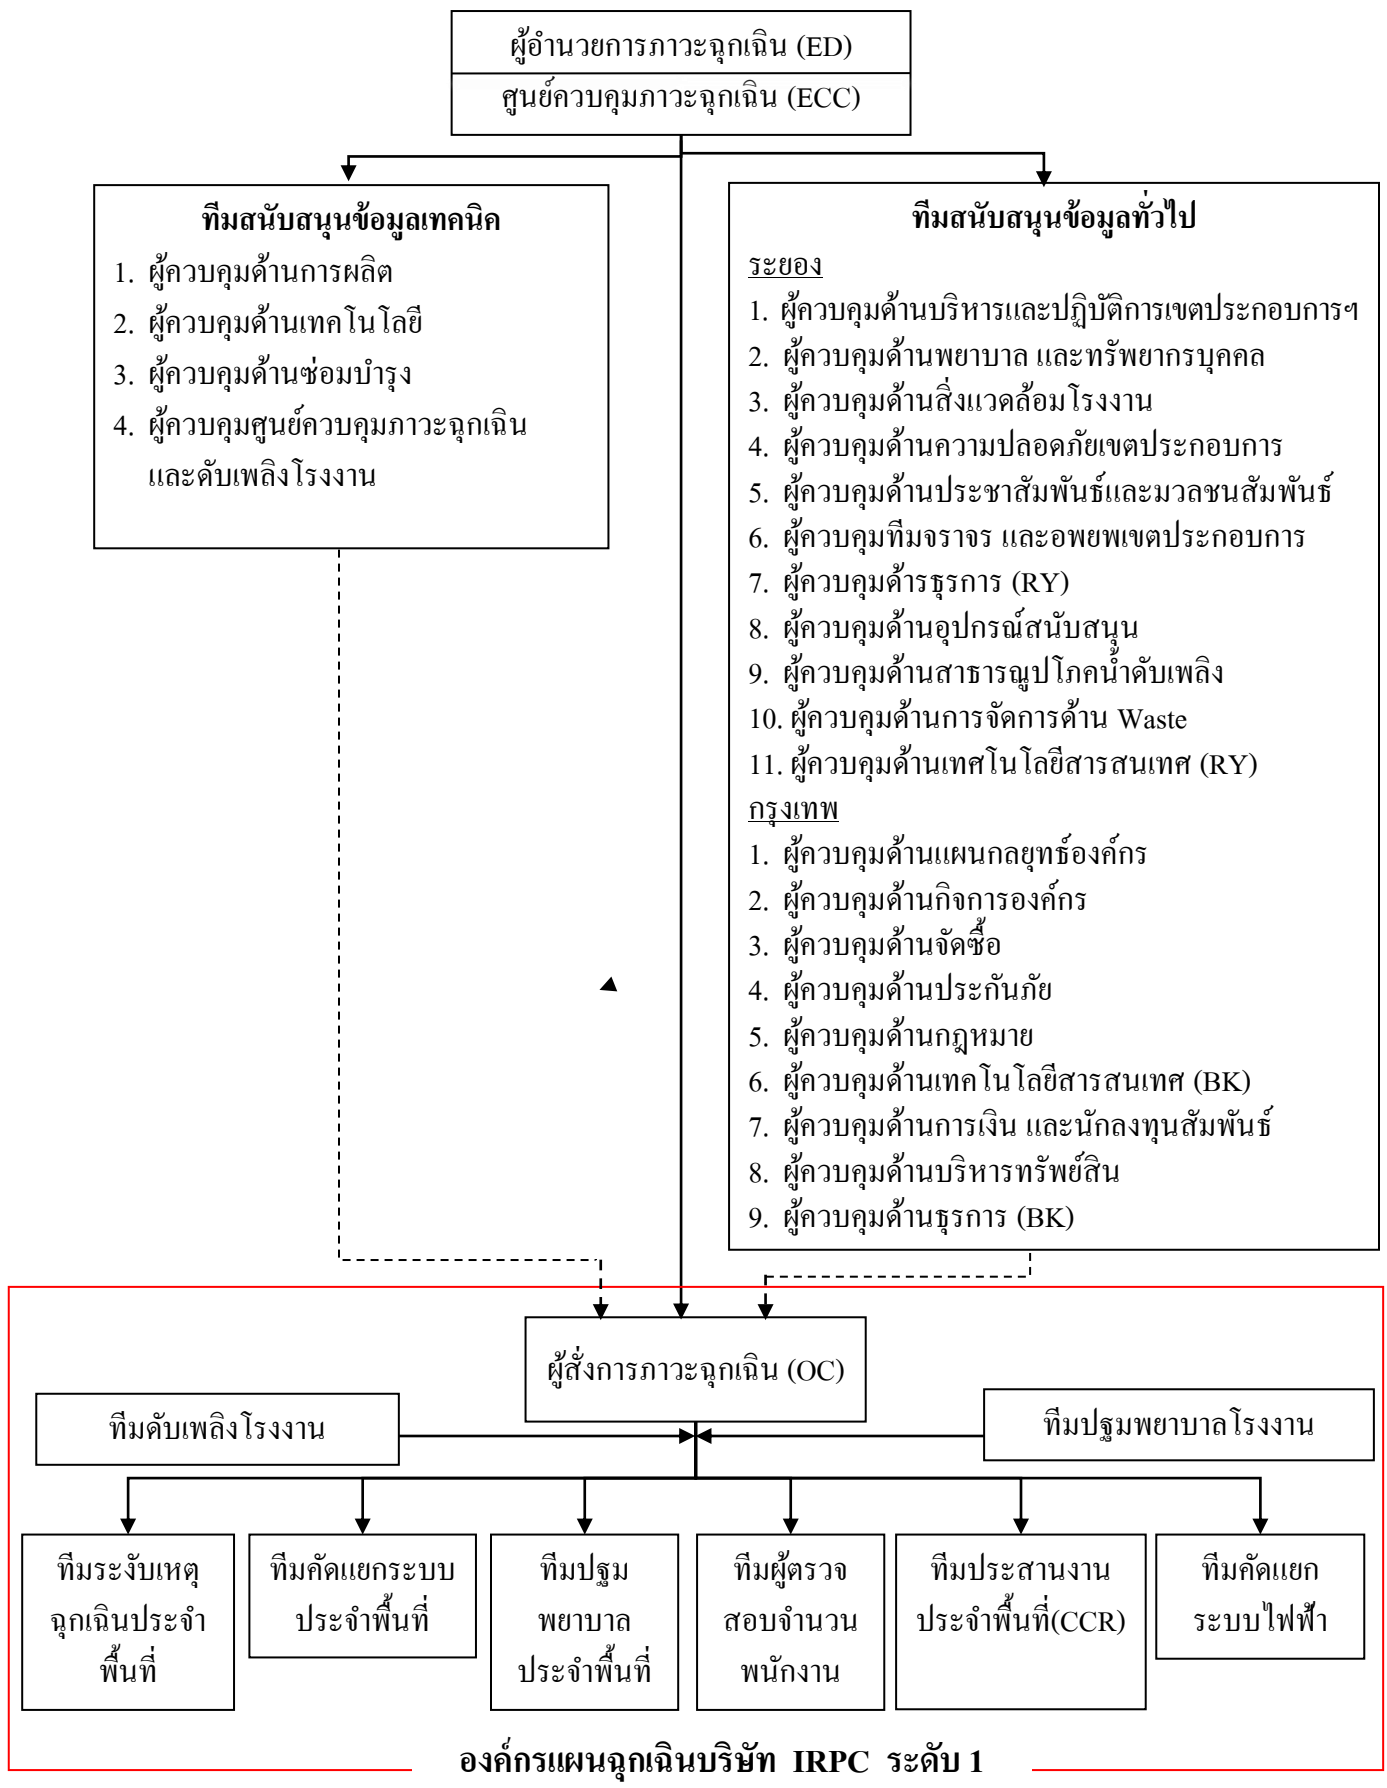 ผู้อำนวยการภาวะฉุกเฉิน (ED)
ศูนย์ควบคุมภาวะฉุกเฉิน (ECC)
ทีมสนับสนุนข้อมูลเทคนิค
1. ผู้ควบคุมด้านการผลิต
2. ผู้ควบคุมด้านเทคโนโลยี
3. ผู้ควบคุมด้านซ่อมบำรุง
4. ผู้ควบคุมศูนย์ควบคุมภาวะฉุกเฉิน
และดับเพลิงโรงงาน
ทีมสนับสนุนข้อมูลทั่วไป
ระยอง
1. ผู้ควบคุมด้านบริหารและปฏิบัติการเขตประกอบการฯ
2. ผู้ควบคุมด้านพยาบาล และทรัพยากรบุคคล
3. ผู้ควบคุมด้านสิ่งแวดล้อมโรงงาน
4. ผู้ควบคุมด้านความปลอดภัยเขตประกอบการ
5. ผู้ควบคุมด้านประชาสัมพันธ์และมวลชนสัมพันธ์
6. ผู้ควบคุมทีมจราจร และอพยพเขตประกอบการ
7. ผู้ควบคุมด้ารธุรการ (RY)
8. ผู้ควบคุมด้านอุปกรณ์สนับสนุน
9. ผู้ควบคุมด้านสาธารณูปโภคน้ำดับเพลิง
10. ผู้ควบคุมด้านการจัดการด้าน Waste
11. ผู้ควบคุมด้านเทศโนโลยีสารสนเทศ (RY)
กรุงเทพ
1. ผู้ควบคุมด้านแผนกลยุทธ์องค์กร
2. ผู้ควบคุมด้านกิจการองค์กร
3. ผู้ควบคุมด้านจัดซื้อ
4. ผู้ควบคุมด้านประกันภัย
5. ผู้ควบคุมด้านกฎหมาย
6. ผู้ควบคุมด้านเทคโนโลยีสารสนเทศ (BK)
7. ผู้ควบคุมด้านการเงิน และนักลงทุนสัมพันธ์
8. ผู้ควบคุมด้านบริหารทรัพย์สิน
9. ผู้ควบคุมด้านธุรการ (BK)
ผู้สั่งการภาวะฉุกเฉิน (OC)
ทีมดับเพลิงโรงงาน
ทีมปฐมพยาบาลโรงงาน
ทีมระงับเหตุ
ฉุกเฉินประจำ
พื้นที่
ทีมคัดแยกระบบ
ประจำพื้นที่
ทีมปฐม
พยาบาล
ประจำพื้นที่
ทีมผู้ตรวจ
สอบจำนวน
พนักงาน
ทีมประสานงาน
ประจำพื้นที่(CCR)
ทีมคัดแยก
ระบบไฟฟ้า
องค์กรแผนฉุกเฉินบริษัท IRPC ระดับ 1